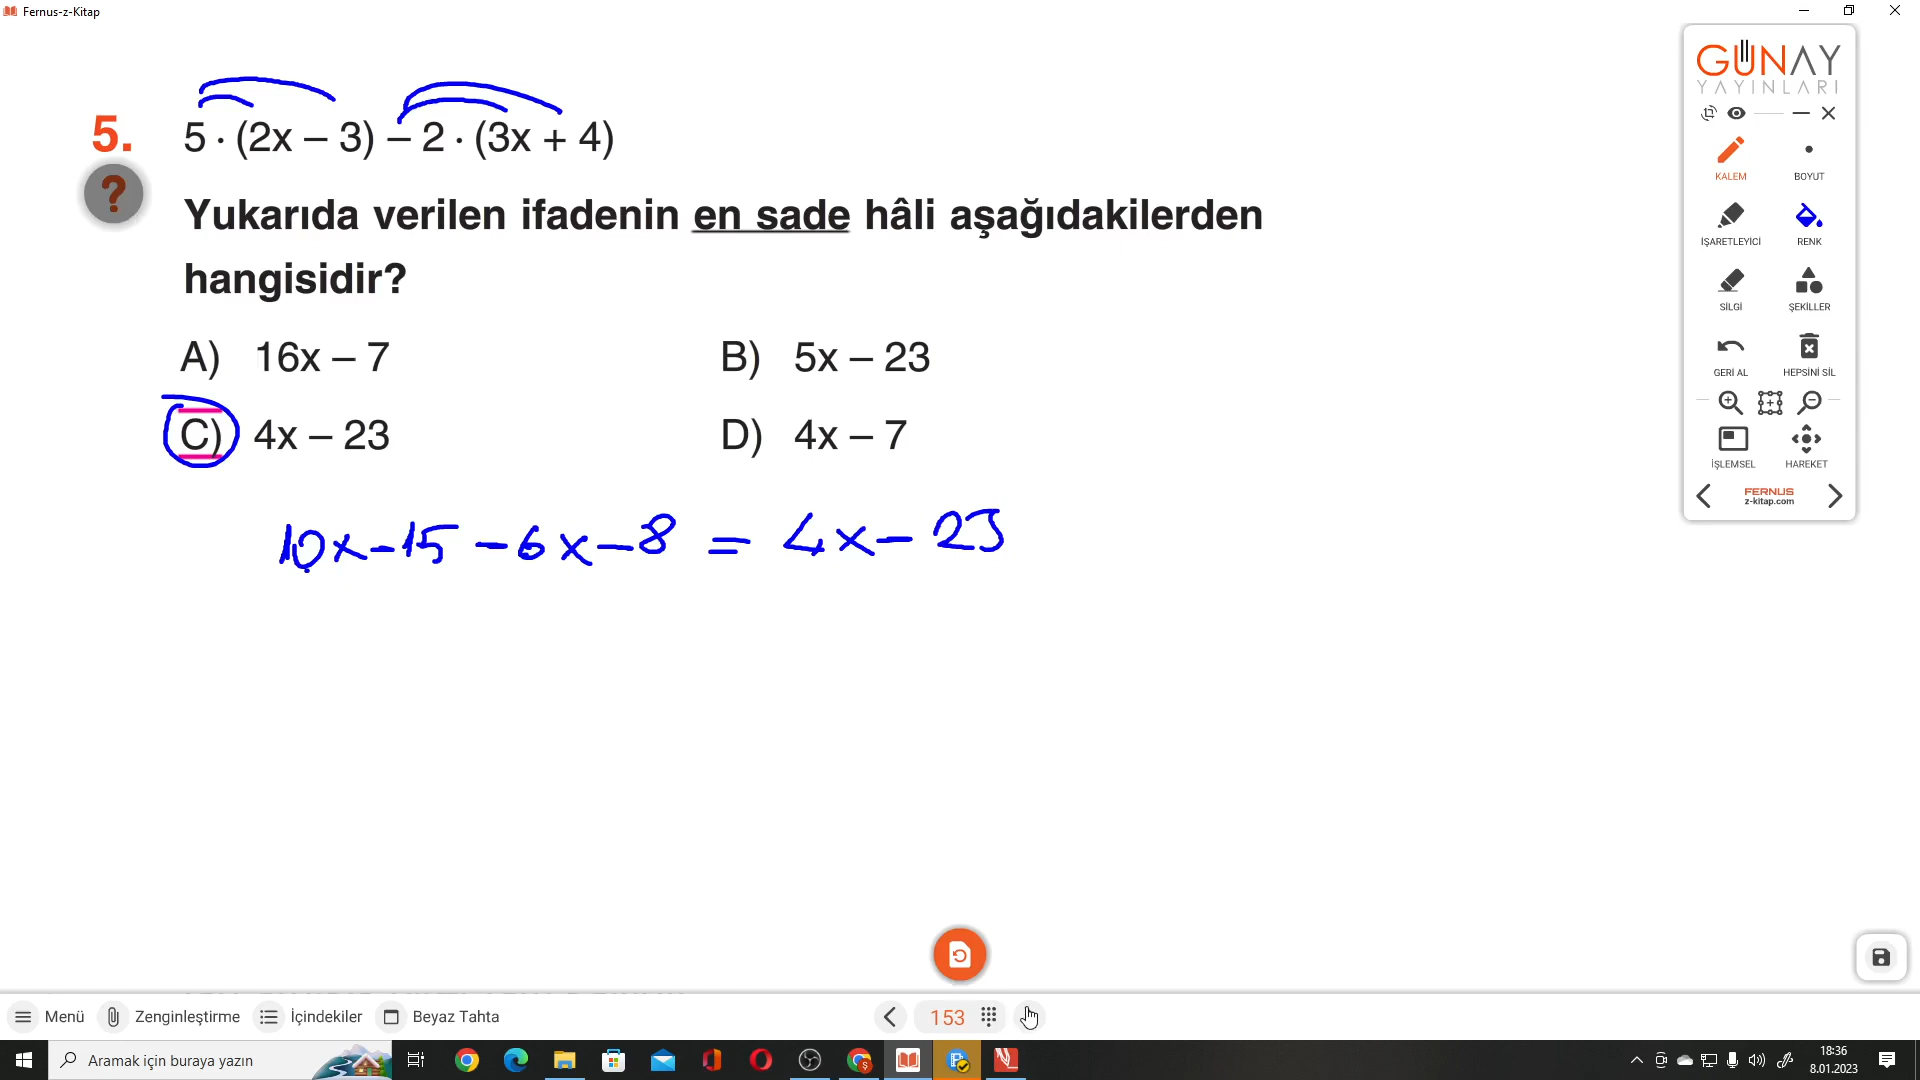 Fernus-z-Kitap
GÜNAY
YAYINLARI
5. 5 · (2x – 3) – 2 · (3x + 4)
?
Yukarıda verilen ifadenin en sade hâli aşağıdakilerden
hangisidir?
A) 16x – 7
B) 5x – 23
C) 4x – 23
D) 4x – 7
10x-15-6x-8 = 4x-23
KALEM
BOYUT
İŞARETLEYİCİ
RENK
SİLGİ
ŞEKİLLER
GERİ AL
HEPSİNİ SİL
İŞLEMSEL
HAREKET
FERNUS
z-kitap.com
Menü
Zenginleştirme
İçindekiler
Beyaz Tahta
153
Aramak için buraya yazın
18:36
8.01.2023